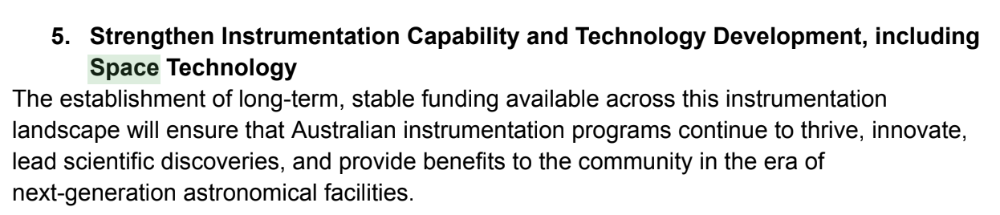 5. Strengthen Instrumentation Capability and Technology Development, including
Space Technology
The establishment of long-term, stable funding available across this instrumentation
landscape will ensure that Australian instrumentation programs continue to thrive, innovate,
lead scientific discoveries, and provide benefits to the community in the era of
next-generation astronomical facilities.